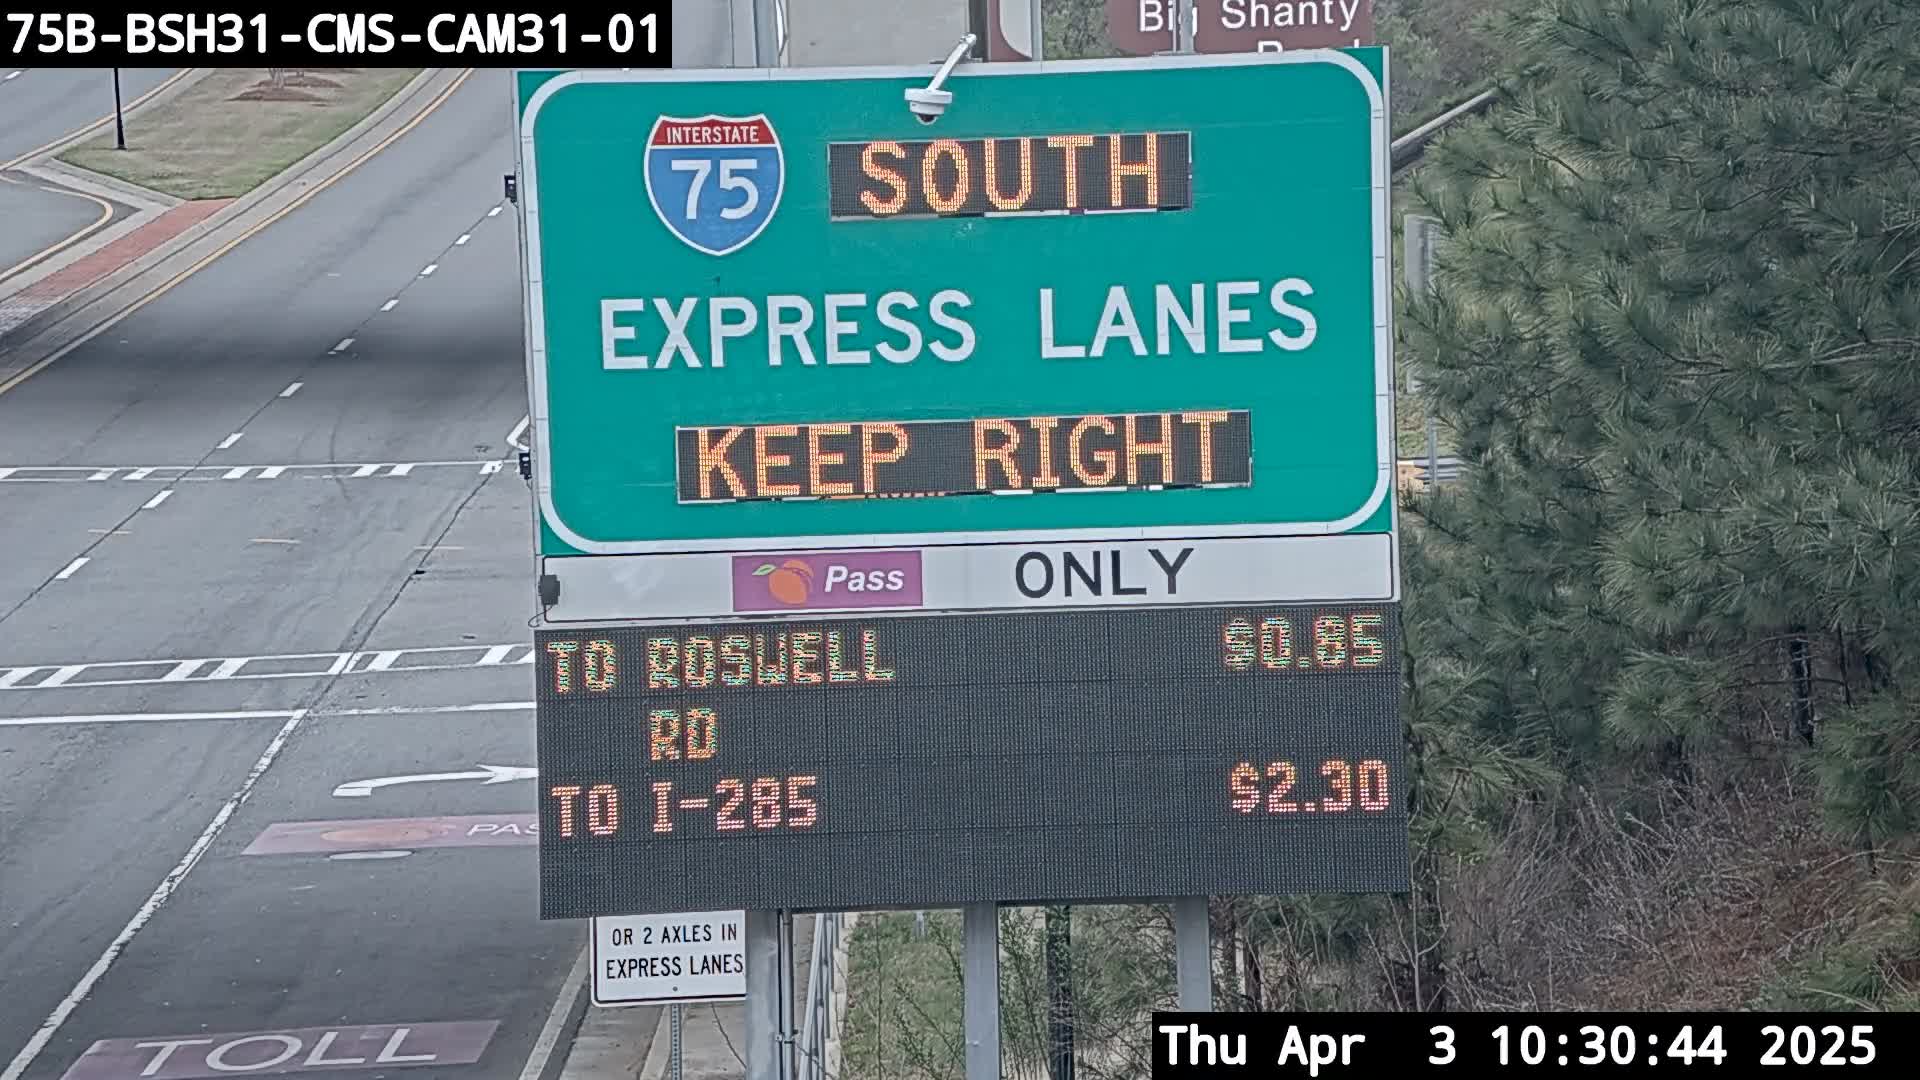 75B-BSH31-CMS-CAM31-01
Big Shanty
INTERSTATE
75
SOUTH
EXPRESS LANES
KEEP RIGHT
Pass ONLY
TO ROSWELL $0.85
RD
TO I-285 $2.30
OR 2 AXLES IN
EXPRESS LANES
TOLL
Thu Apr 3 10:30:44 2025